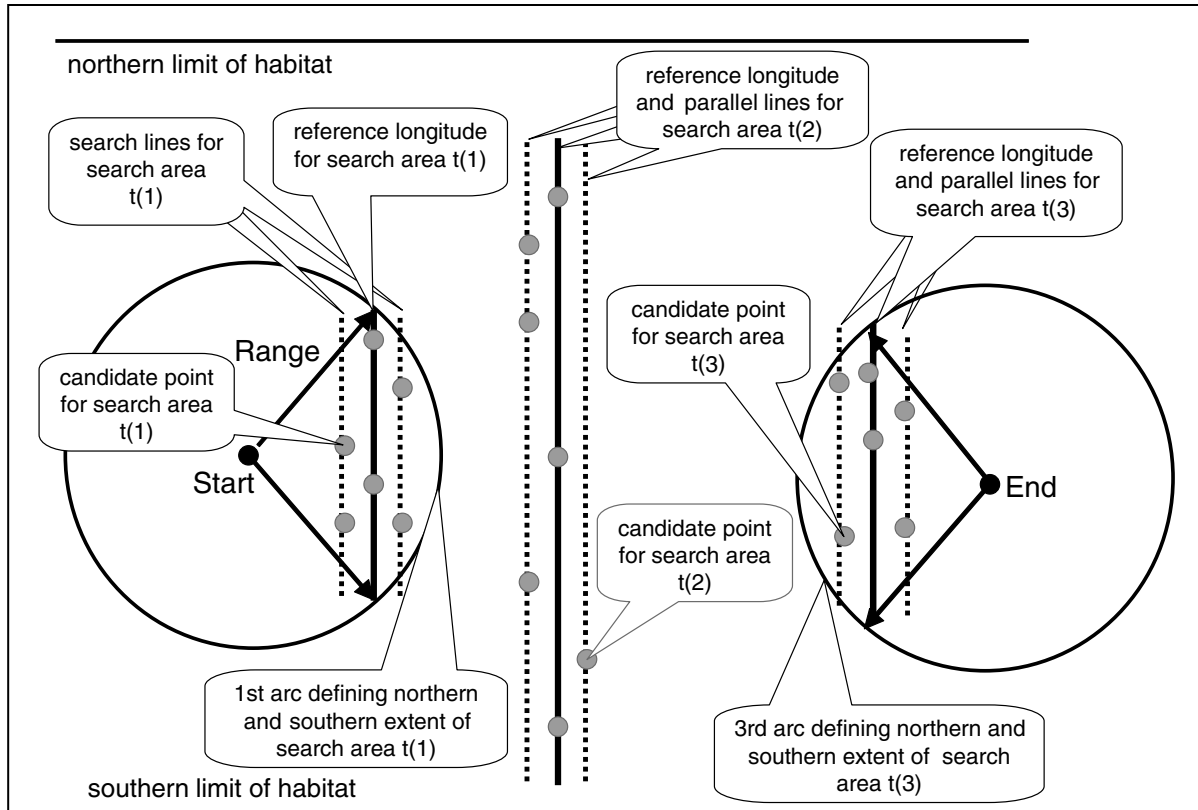 northern limit of habitat
search lines for
search area
t(1)
reference longitude
for search area t(1)
reference longitude
and parallel lines for
search area t(2)
reference longitude
and parallel lines for
search area t(3)
Range
candidate point
for search area
t(1)
Start
candidate point
for search area
t(3)
End
candidate point
for search area
t(2)
1st arc defining northern
and southern extent of
search area t(1)
3rd arc defining northern and
southern extent of search
area t(3)
southern limit of habitat